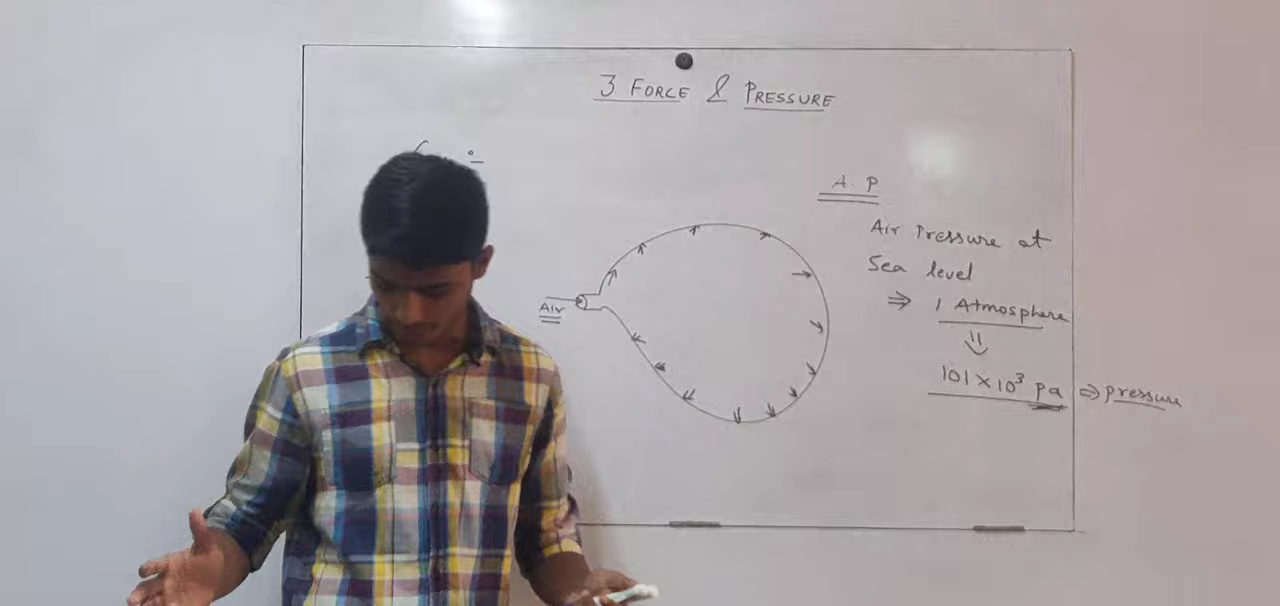 3 FORCE & PRESSURE
A. P
Air Pressure at
Sea level
⇒ 1 Atmosphere
101 × 10³ pa ⇒ pressure
Air